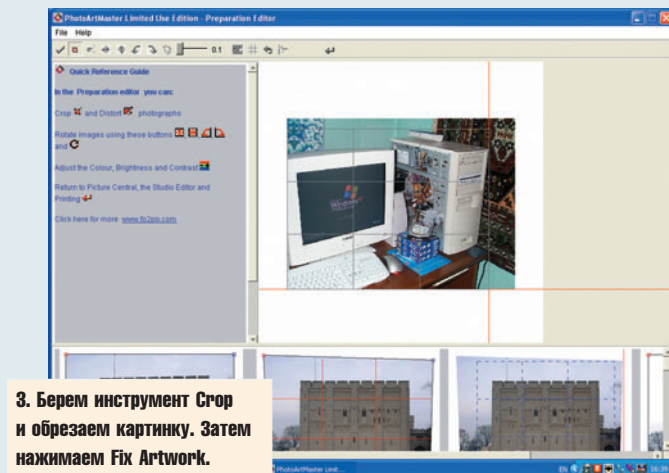 PhotoArtMaster Limited Use Edition - Preparation Editor
File Help
0.1
Quick Reference Guide
In the Preparation editor you can:
Crop and Distort photographs
Rotate images using these buttons
and
Adjust the Colour, Brightness and Contrast
Return to Picture Central, the Studio Editor and
Printing
Click here for more www.fo2pix.com
Windows
3. Берем инструмент Crop
и обрезаем картинку. Затем
нажимаем Fix Artwork.
PhotoArtMaster Limit...
EN